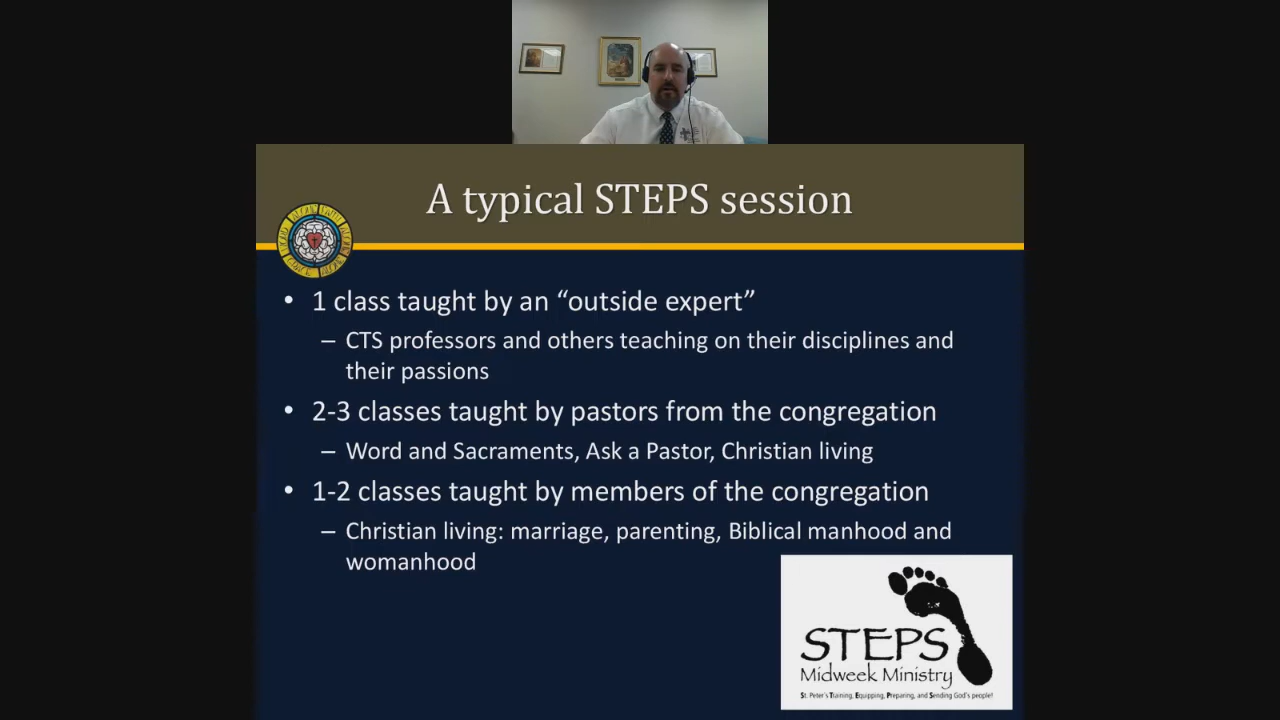 A typical STEPS session
• 1 class taught by an “outside expert”
– CTS professors and others teaching on their disciplines and
their passions
• 2-3 classes taught by pastors from the congregation
– Word and Sacraments, Ask a Pastor, Christian living
• 1-2 classes taught by members of the congregation
– Christian living: marriage, parenting, Biblical manhood and
womanhood
STEPS
Midweek Ministry
St. Peter's Training, Equipping, Preparing, and Sending God's people!